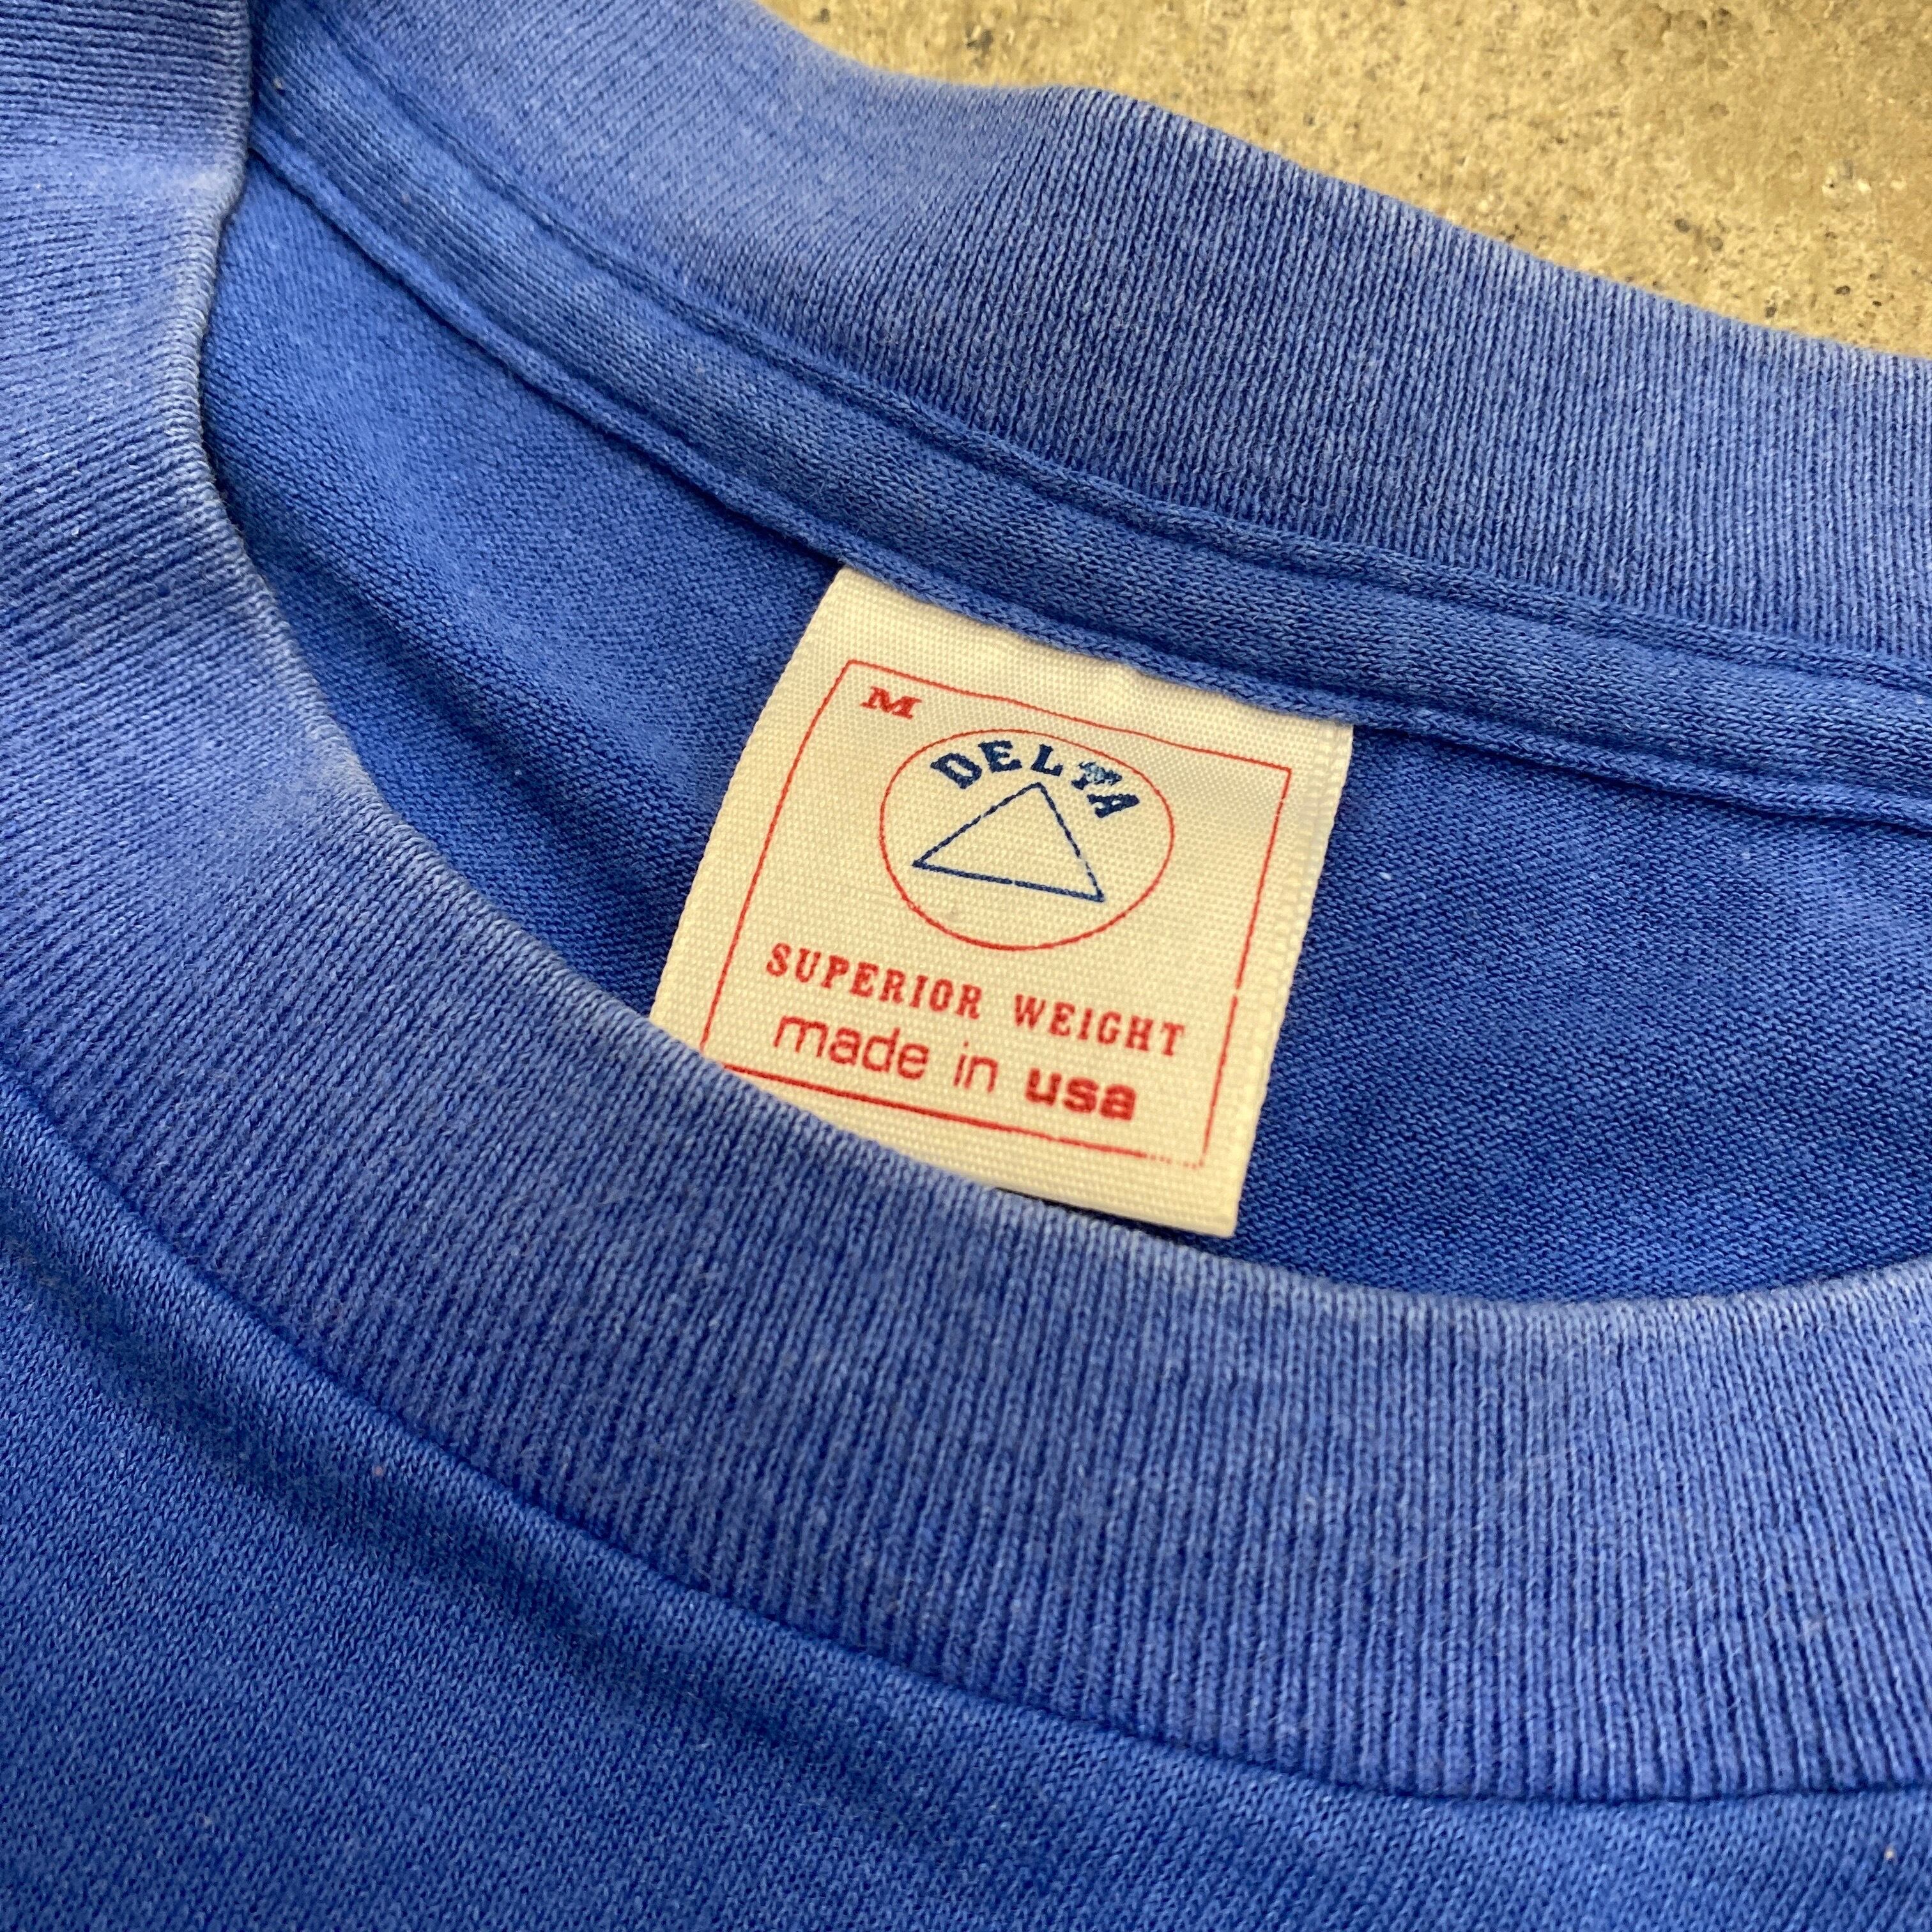 M
DELTA
SUPERIOR WEIGHT
made in usa